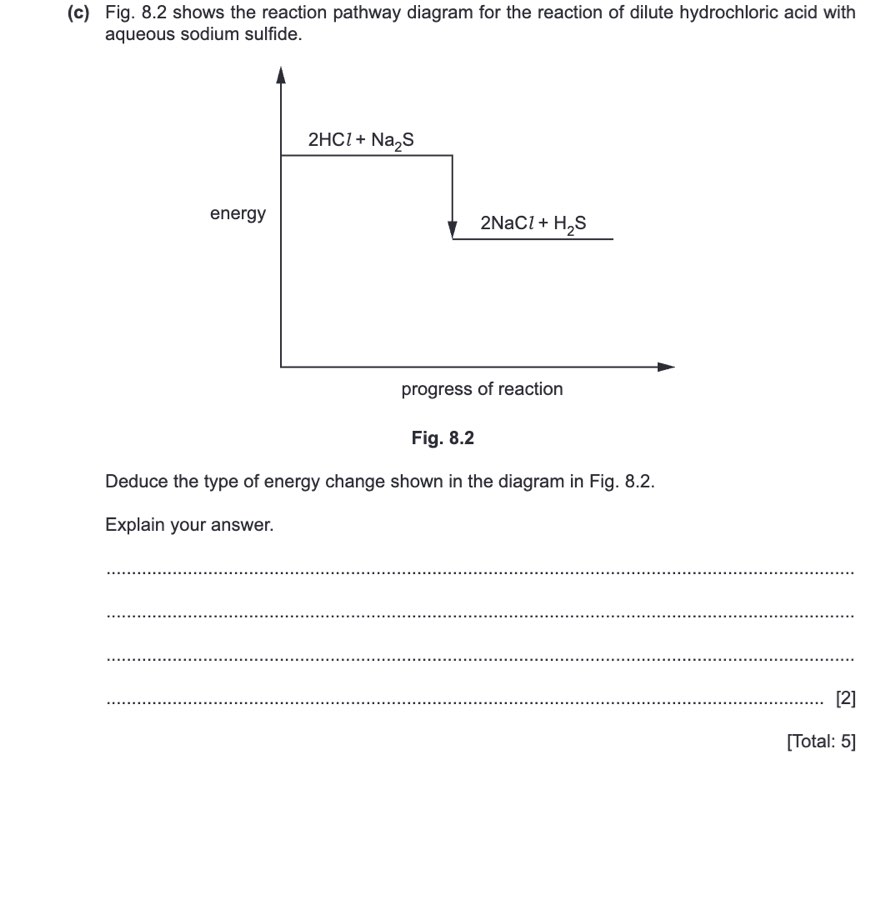 (c) Fig. 8.2 shows the reaction pathway diagram for the reaction of dilute hydrochloric acid with
aqueous sodium sulfide.
2HCl + Na₂S
energy
2NaCl + H₂S
progress of reaction
Fig. 8.2
Deduce the type of energy change shown in the diagram in Fig. 8.2.
Explain your answer.
[2]
[Total: 5]